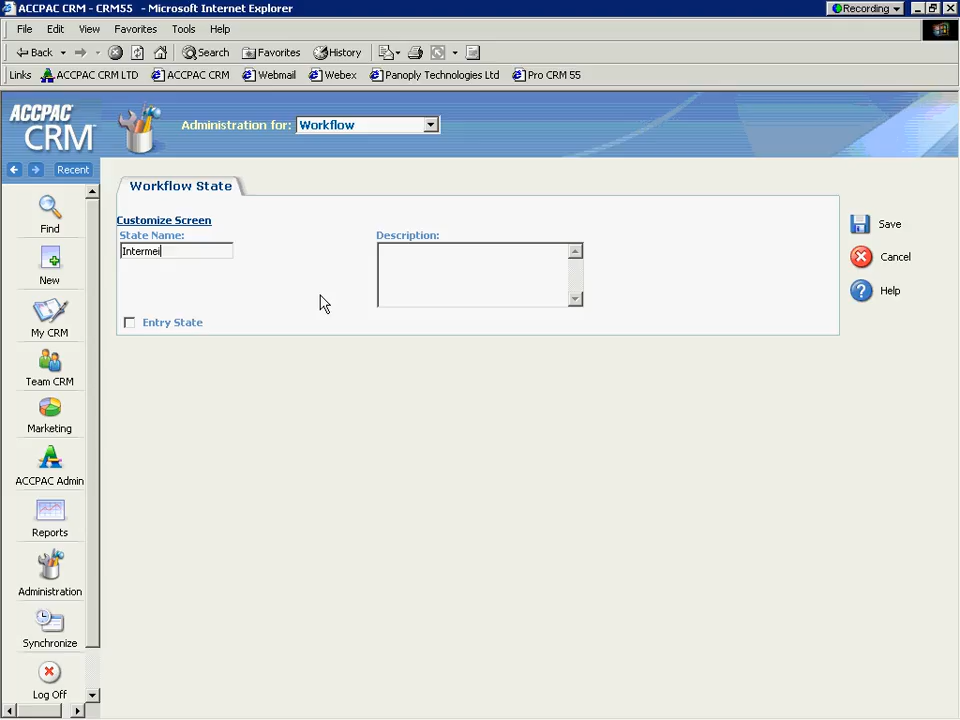 ACCPAC CRM - CRM55 - Microsoft Internet Explorer
Recording
File Edit View Favorites Tools Help
Back Search Favorites History
Links ACCPAC CRM LTD ACCPAC CRM Webmail Webex Panoply Technologies Ltd Pro CRM 55
ACCPAC
CRM
Administration for: Workflow
Recent
Workflow State
Customize Screen
State Name: Description:
Intermei
Entry State
Save
Cancel
Help
Find
New
My CRM
Team CRM
Marketing
ACCPAC Admin
Reports
Administration
Synchronize
Log Off